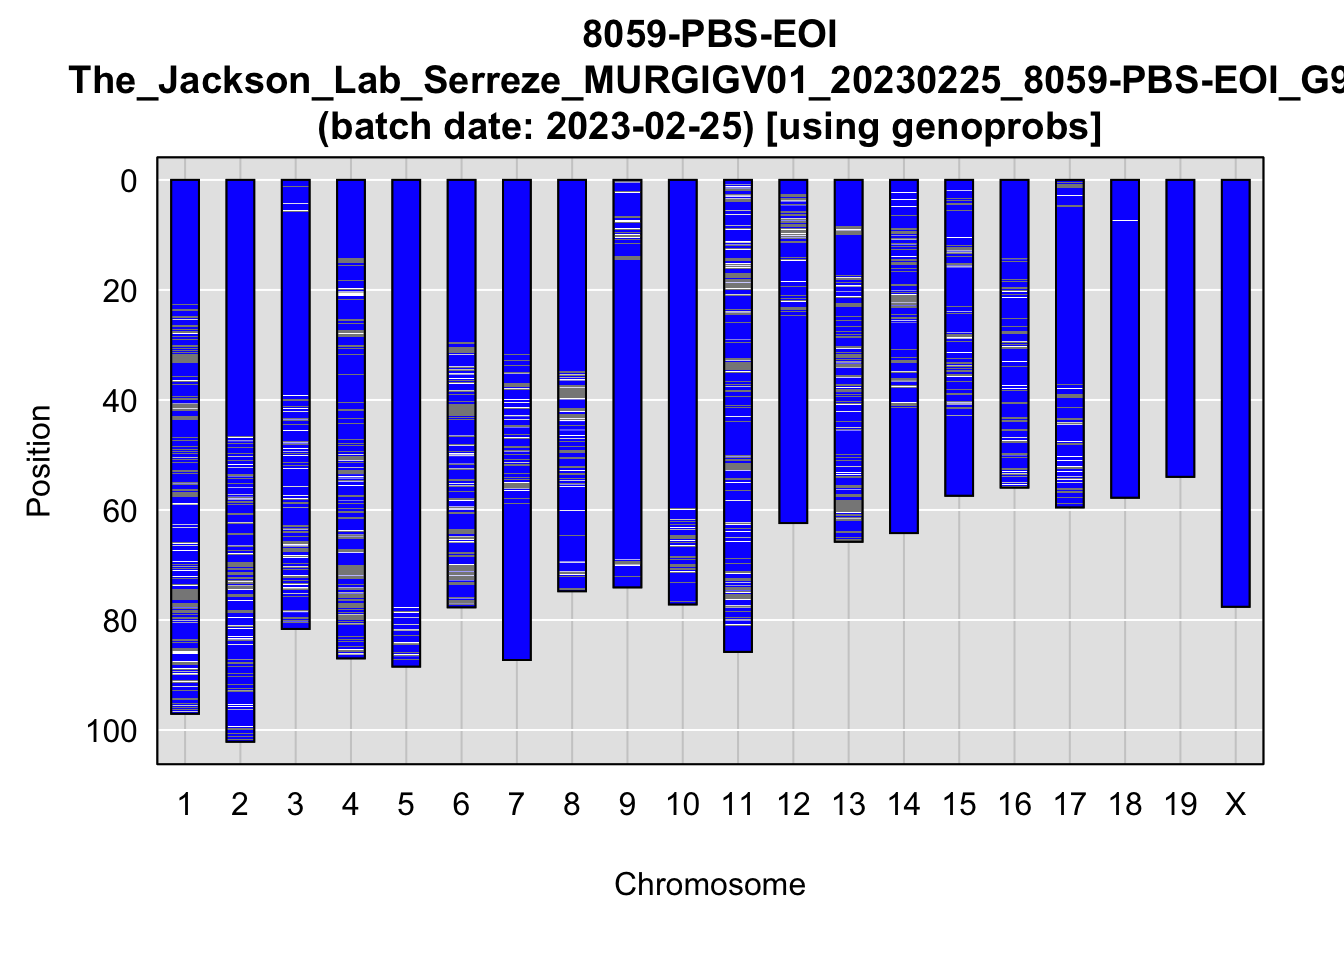 8059-PBS-EOI
The_Jackson_Lab_Serreze_MURGIGV01_20230225_8059-PBS-EOI_G9
(batch date: 2023-02-25) [using genoprobs]
0
20
40
60
80
100
Position
1 2 3 4 5 6 7 8 9 10 11 12 13 14 15 16 17 18 19 X
Chromosome